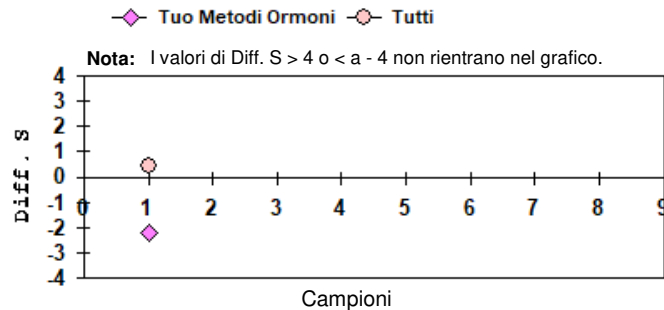 Tuo Metodi Ormoni Tutti
Nota: I valori di Diff. S > 4 o < a - 4 non rientrano nel grafico.
4
3
2
1
0
-1
-2
-3
-4
Diff. S
0 1 2 3 4 5 6 7 8 9
Campioni